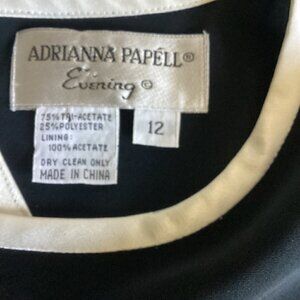 ADRIANNA PAPELL®
Evening ©
75% TRI-ACETATE
25% POLYESTER
LINING:
100% ACETATE
DRY CLEAN ONLY
MADE IN CHINA
12